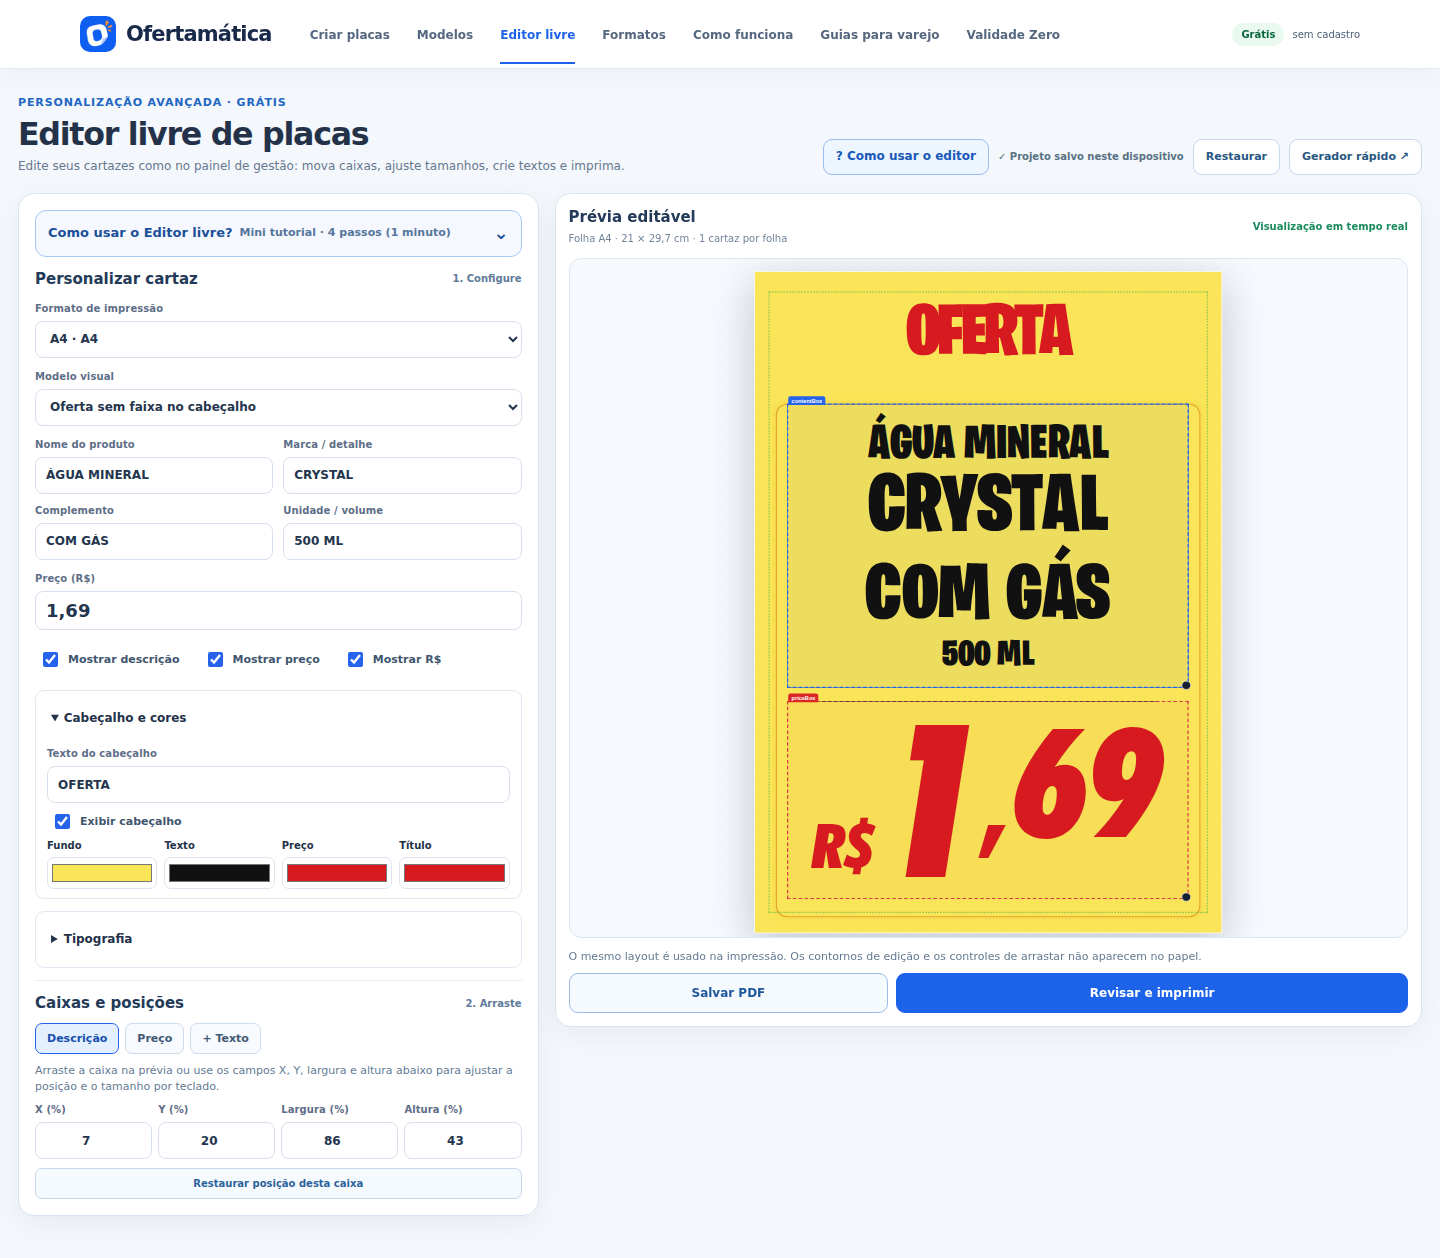 Ofertamática
Criar placas
Modelos
Editor livre
Formatos
Como funciona
Guias para varejo
Validade Zero
Grátis
sem cadastro
PERSONALIZAÇÃO AVANÇADA · GRÁTIS
Editor livre de placas
Edite seus cartazes como no painel de gestão: mova caixas, ajuste tamanhos, crie textos e imprima.
? Como usar o editor
✓ Projeto salvo neste dispositivo
Restaurar
Gerador rápido ↗
Como usar o Editor livre? Mini tutorial · 4 passos (1 minuto)
Personalizar cartaz
1. Configure
Formato de impressão
A4 · A4
Modelo visual
Oferta sem faixa no cabeçalho
Nome do produto
Marca / detalhe
ÁGUA MINERAL
CRYSTAL
Complemento
Unidade / volume
COM GÁS
500 ML
Preço (R$)
1,69
Mostrar descrição
Mostrar preço
Mostrar R$
Cabeçalho e cores
Texto do cabeçalho
OFERTA
Exibir cabeçalho
Fundo
Texto
Preço
Título
Tipografia
Caixas e posições
2. Arraste
Descrição
Preço
+ Texto
Arraste a caixa na prévia ou use os campos X, Y, largura e altura abaixo para ajustar a
posição e o tamanho por teclado.
X (%)
Y (%)
Largura (%)
Altura (%)
7
20
86
43
Restaurar posição desta caixa
Prévia editável
Folha A4 · 21 × 29,7 cm · 1 cartaz por folha
Visualização em tempo real
OFERTA
contentBox
ÁGUA MINERAL
CRYSTAL
COM GÁS
500 ML
priceBox
R$ 1,69
O mesmo layout é usado na impressão. Os contornos de edição e os controles de arrastar não aparecem no papel.
Salvar PDF
Revisar e imprimir